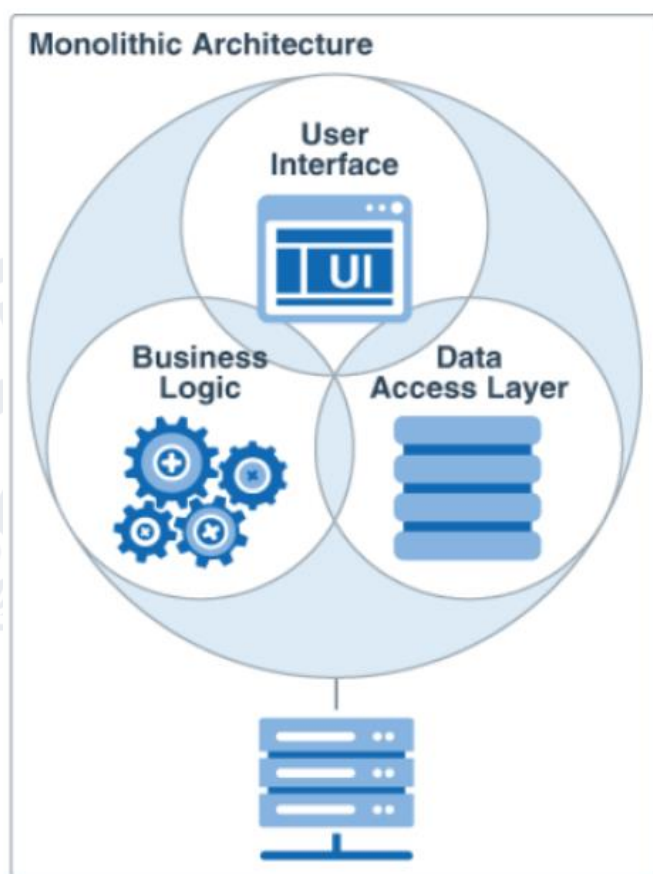 Monolithic Architecture
User
Interface
UI
Business
Logic
Data
Access Layer